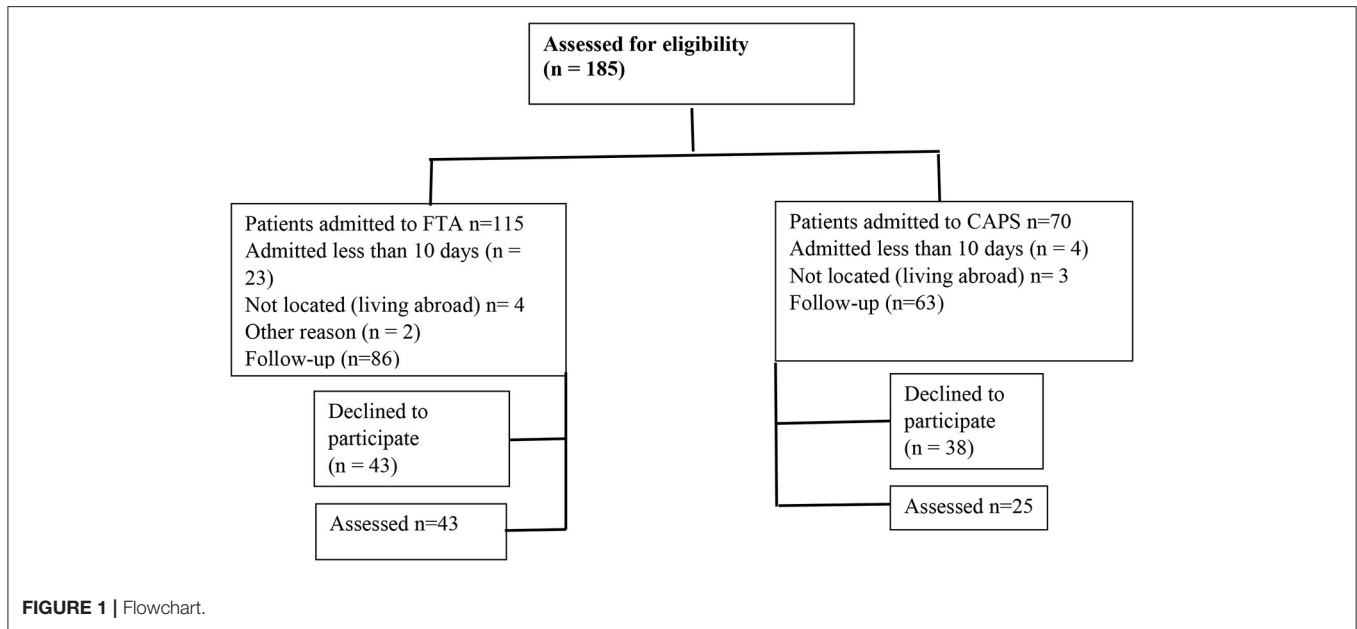 Assessed for eligibility
(n = 185)
Patients admitted to FTA n=115
Admitted less than 10 days (n =
23)
Not located (living abroad) n= 4
Other reason (n = 2)
Follow-up (n=86)
Patients admitted to CAPS n=70
Admitted less than 10 days (n = 4)
Not located (living abroad) n= 3
Follow-up (n=63)
Declined to
participate
(n = 43)
Declined to
participate
(n = 38)
Assessed n=43
Assessed n=25
FIGURE 1 | Flowchart.